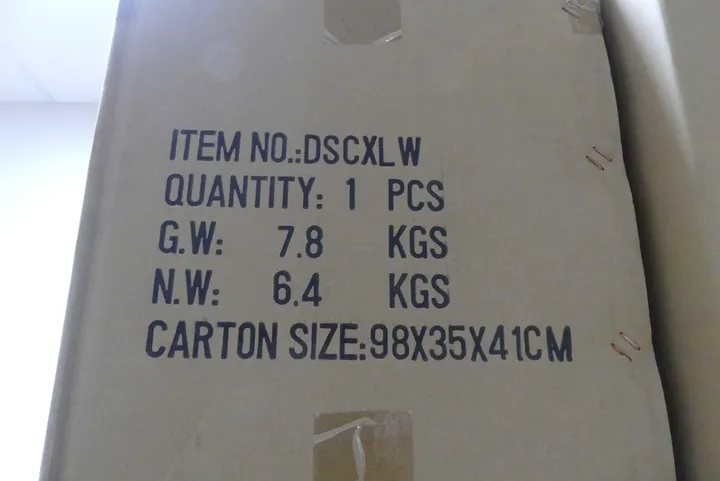 ITEM NO.:DSCXLW
QUANTITY: 1 PCS
G.W: 7.8 KGS
N.W: 6.4 KGS
CARTON SIZE:98X35X41CM